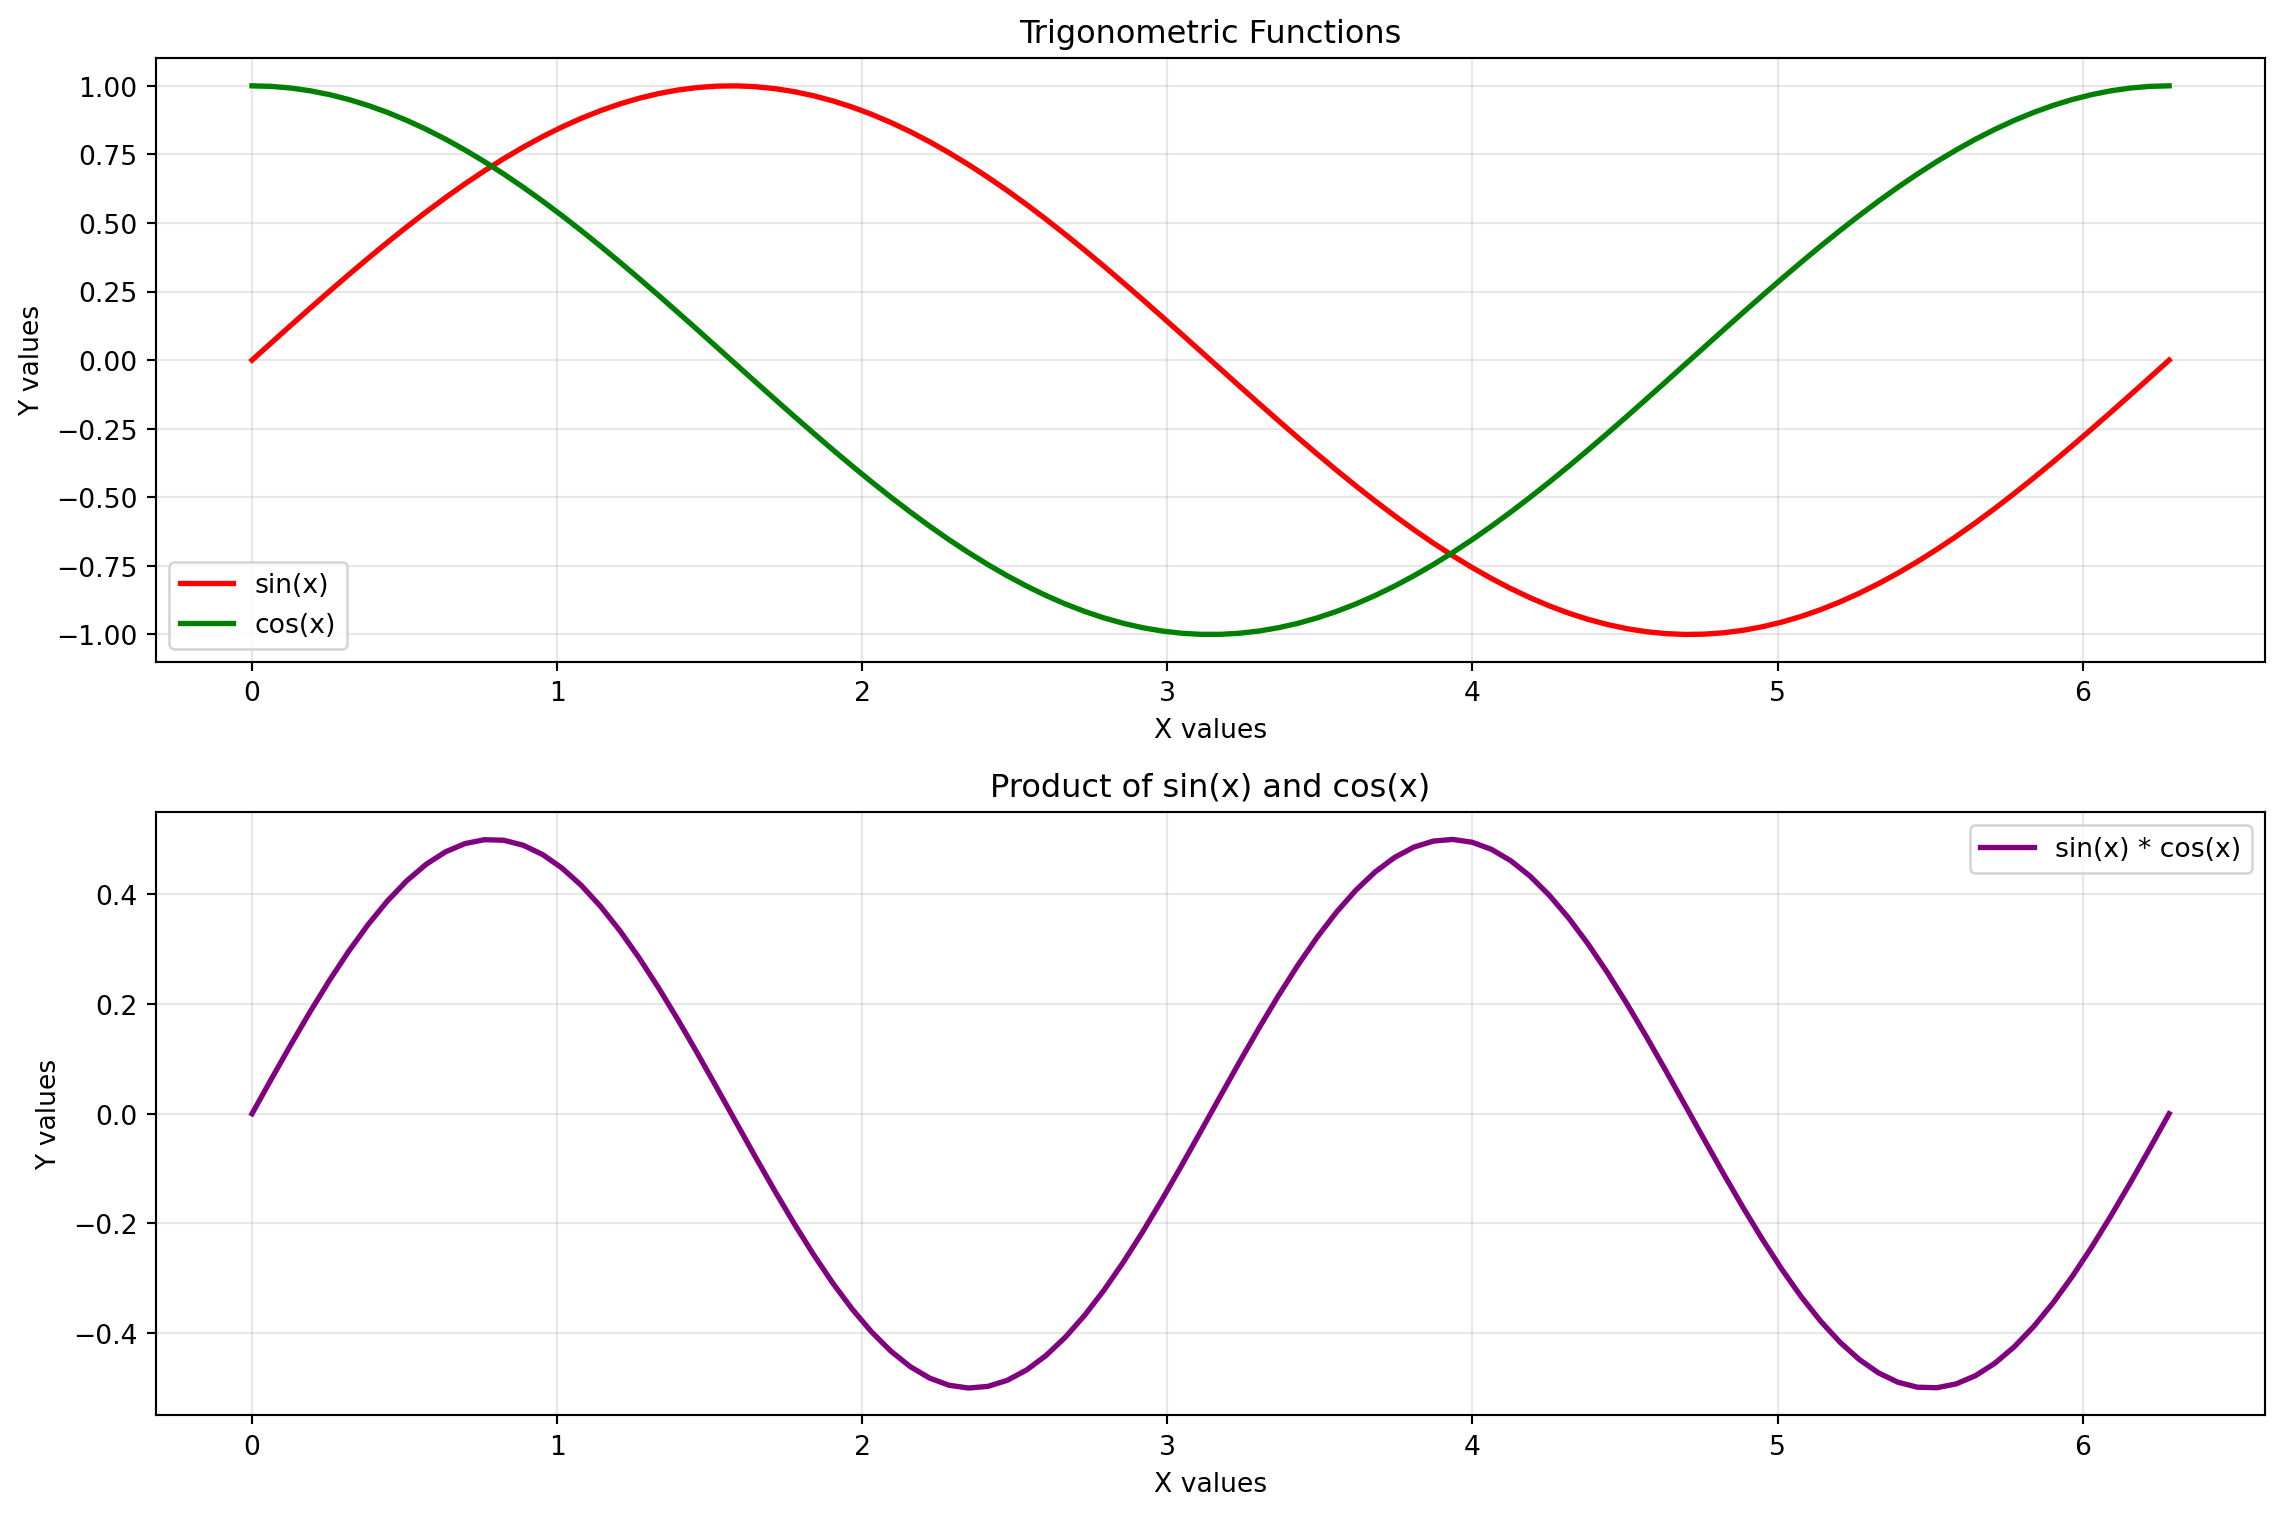 Trigonometric Functions
1.00
0.75
0.50
0.25
0.00
−0.25
−0.50
−0.75
−1.00
Y values
sin(x)
cos(x)
0 1 2 3 4 5 6
X values
Product of sin(x) and cos(x)
sin(x) * cos(x)
0.4
0.2
0.0
−0.2
−0.4
Y values
0 1 2 3 4 5 6
X values